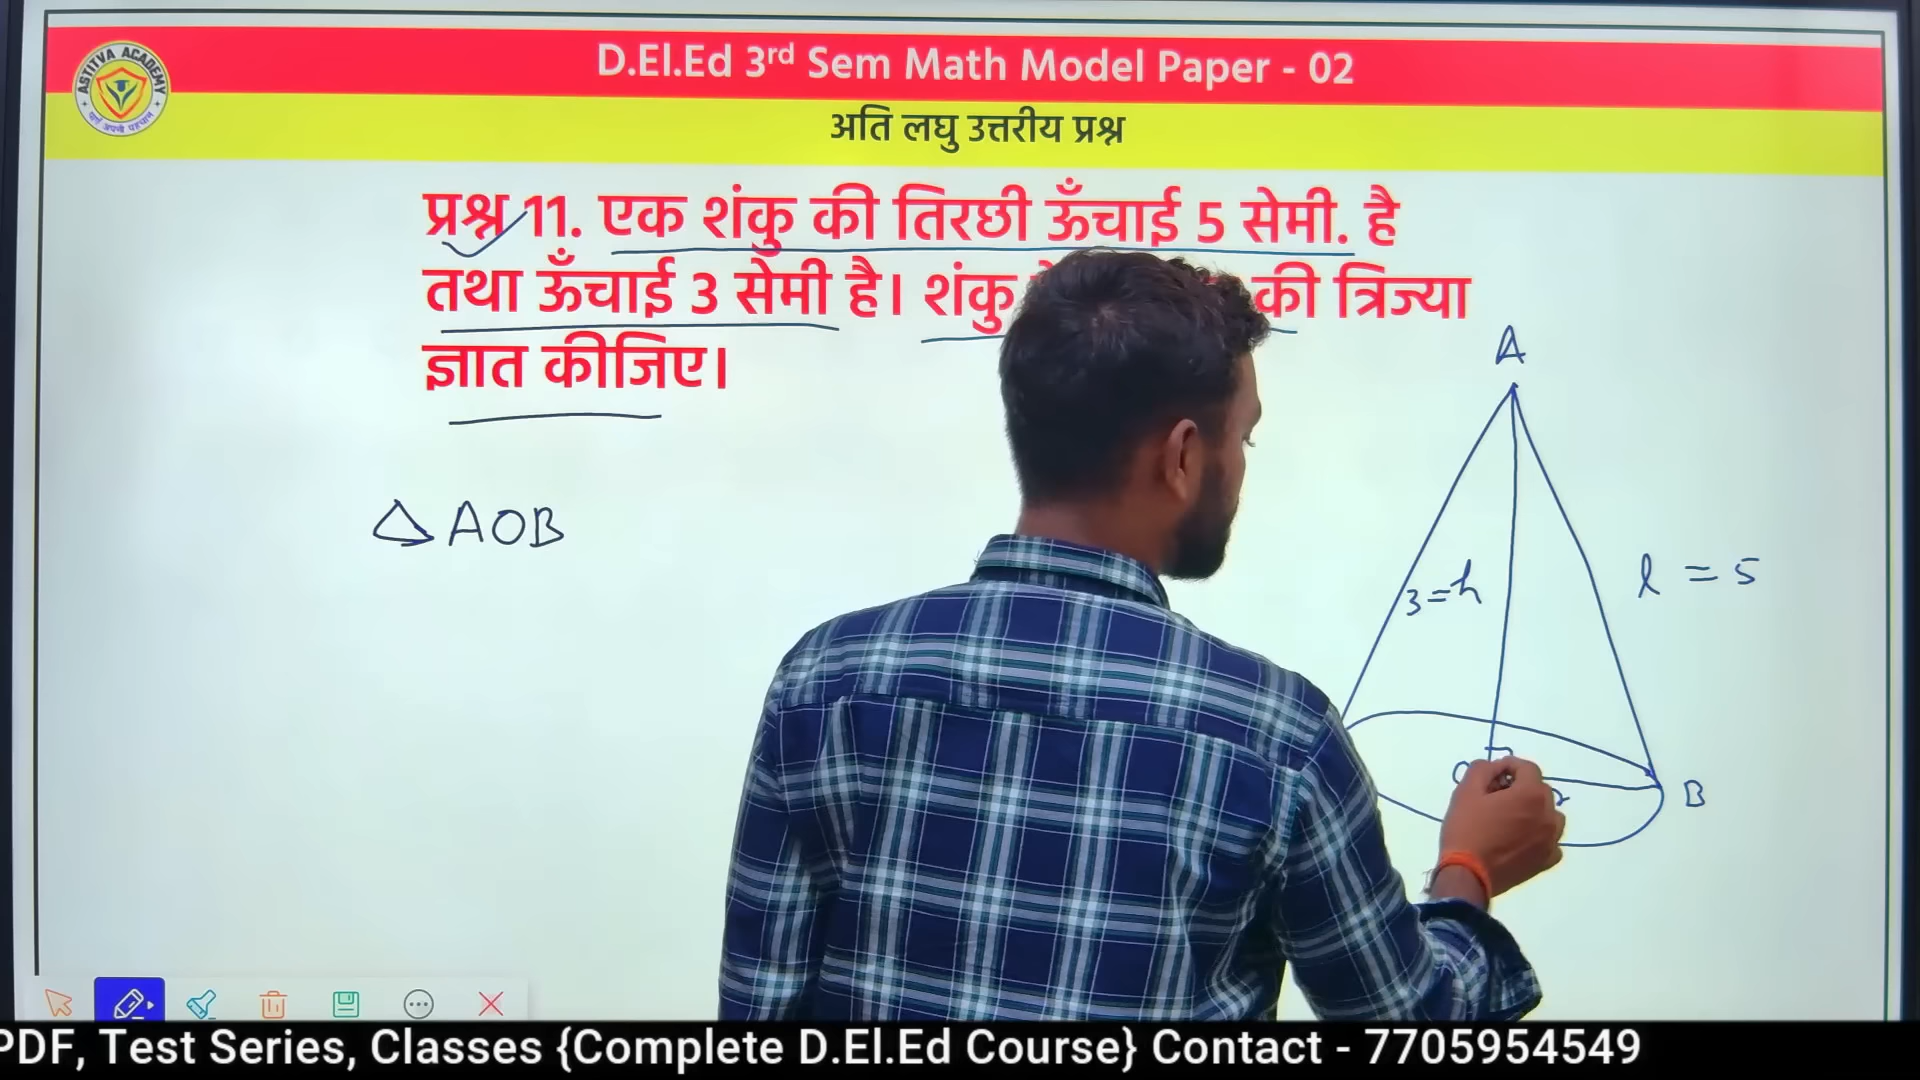 ASTITVA ACADEMY
D.El.Ed 3rd Sem Math Model Paper - 02
अति लघु उत्तरीय प्रश्न
प्रश्न 11. एक शंकु की तिरछी ऊँचाई 5 सेमी. है
तथा ऊँचाई 3 सेमी है। शंकु की त्रिज्या
ज्ञात कीजिए।
A
△ AOB
3=h
l = 5
B
PDF, Test Series, Classes {Complete D.El.Ed Course} Contact - 7705954549